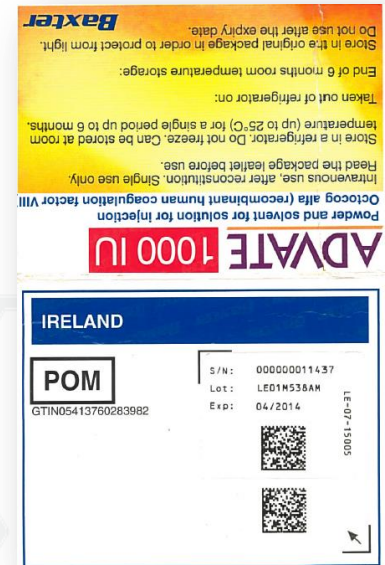 ADVATE 1000 IU
Powder and solvent for solution for injection
Octocog alfa (recombinant human coagulation factor VIII)
Intravenous use, after reconstitution. Single use only.
Read the package leaflet before use.
Store in a refrigerator. Do not freeze. Can be stored at room
temperature (up to 25°C) for a single period up to 6 months.
Taken out of refrigerator on:
End of 6 months room temperature storage:
Store in the original package in order to protect from light.
Do not use after the expiry date.
Baxter
IRELAND
POM
GTIN05413760283982
S/N: 000000011437
Lot: LE01M538AM
Exp: 04/2014
LE-07-15005